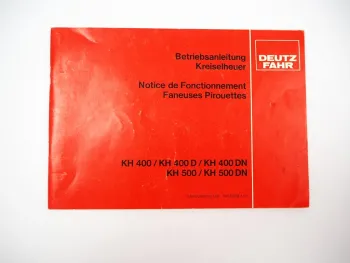 Betriebsanleitung
Kreiselheuer
Notice de Fonctionnement
Faneuses Pirouettes
DEUTZ
FAHR
KH 400 / KH 400 D / KH 400 DN
KH 500 / KH 500 DN